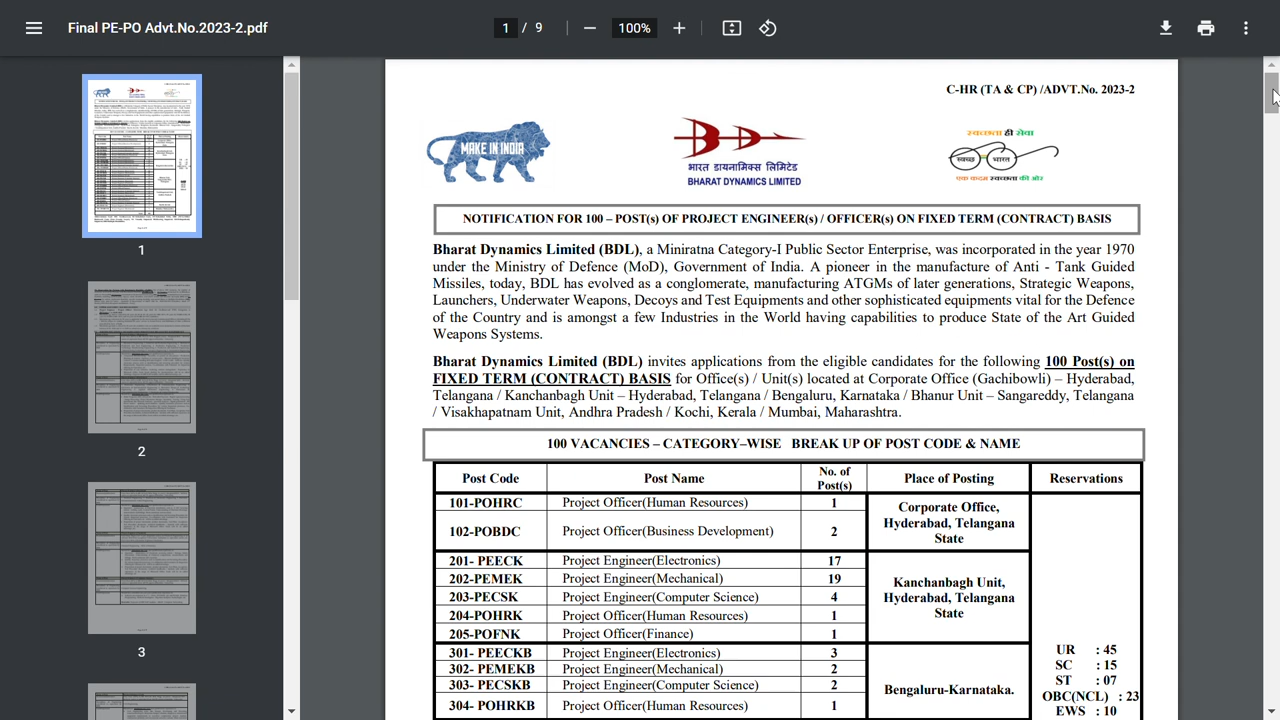 Final PE-PO Advt.No.2023-2.pdf
1 / 9
100%
1
2
3
C-HR (TA & CP) /ADVT.No. 2023-2
MAKE IN INDIA
भारत डायनामिक्स लिमिटेड
BHARAT DYNAMICS LIMITED
स्वच्छता ही सेवा
स्वच्छ भारत
एक कदम स्वच्छता की ओर
NOTIFICATION FOR 100 – POST(s) OF PROJECT ENGINEER(s)/OFFICER(s) ON FIXED TERM (CONTRACT) BASIS
Bharat Dynamics Limited (BDL), a Miniratna Category-I Public Sector Enterprise, was incorporated in the year 1970
under the Ministry of Defence (MoD), Government of India. A pioneer in the manufacture of Anti - Tank Guided
Missiles, today, BDL has evolved as a conglomerate, manufacturing ATGMs of later generations, Strategic Weapons,
Launchers, Underwater Weapons, Decoys and Test Equipment and other sophisticated equipments vital for the Defence
of the Country and is amongst a few Industries in the World having capabilities to produce State of the Art Guided
Weapons Systems.
Bharat Dynamics Limited (BDL) invites applications from the eligible candidates for the following 100 Post(s) on
FIXED TERM (CONTRACT) BASIS for Office(s) / Unit(s) located at Corporate Office (Gachibowli) – Hyderabad,
Telangana / Kanchanbagh Unit – Hyderabad, Telangana / Bengaluru, Karnataka / Bhanur Unit – Sangareddy, Telangana
/ Visakhapatnam Unit, Andhra Pradesh / Kochi, Kerala / Mumbai, Maharashtra.
100 VACANCIES – CATEGORY–WISE BREAK UP OF POST CODE & NAME
Post Code Post Name No. of Post(s) Place of Posting Reservations
101-POHRC Project Officer(Human Resources) 2
102-POBDC Project Officer(Business Development) 2
Corporate Office,
Hyderabad, Telangana
State
201- PEECK Project Engineer(Electronics) 17
202-PEMEK Project Engineer(Mechanical) 19
203-PECSK Project Engineer(Computer Science) 4
204-POHRK Project Officer(Human Resources) 1
205-POFNK Project Officer(Finance) 1
Kanchanbagh Unit,
Hyderabad, Telangana
State
301- PEECKB Project Engineer(Electronics) 3
302- PEMEKB Project Engineer(Mechanical) 2
303- PECSKB Project Engineer(Computer Science) 2
304- POHRKB Project Officer(Human Resources) 1
Bengaluru-Karnataka.
UR : 45
SC : 15
ST : 07
OBC(NCL) : 23
EWS : 10